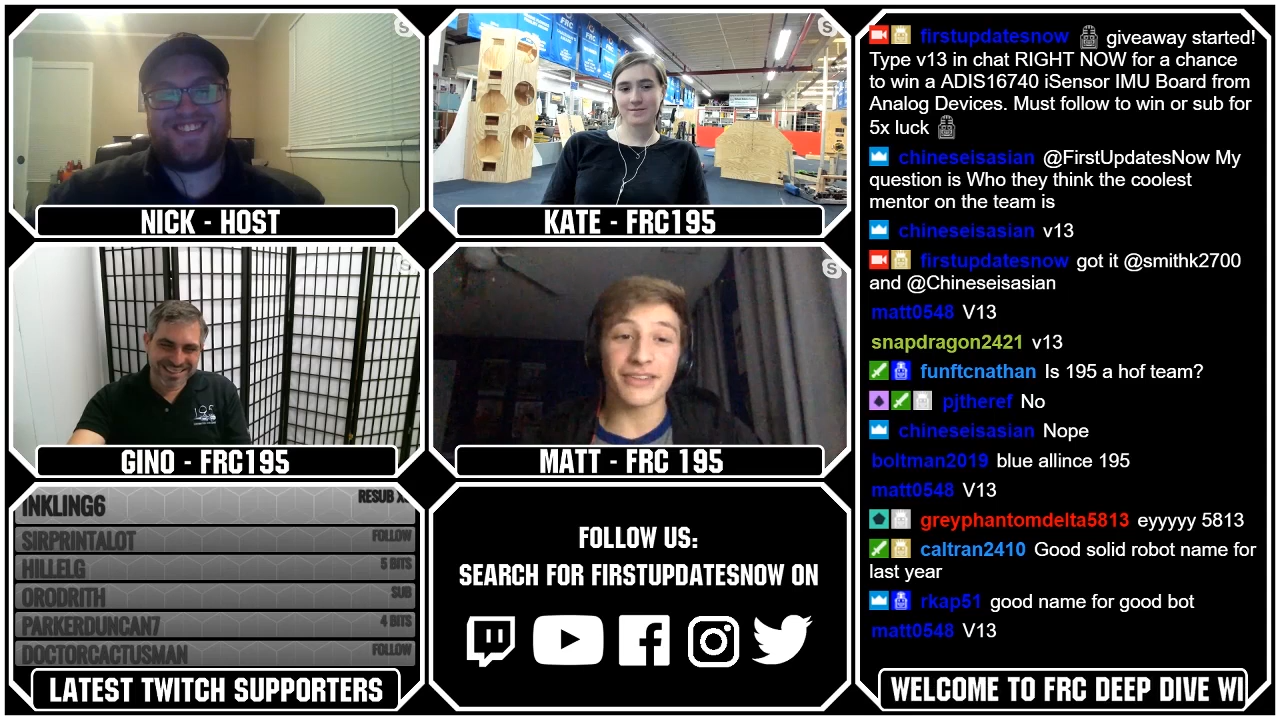 NICK - HOST
FRC
KATE - FRC195
195
GINO - FRC195
MATT - FRC 195
INKLING6
RESUB X
SIRPRINTALOT
FOLLOW
HILLELG
5 BITS
ORODRITH
SUB
PARKERDUNCAN7
4 BITS
DOCTORCACTUSMAN
FOLLOW
LATEST TWITCH SUPPORTERS
FOLLOW US:
SEARCH FOR FIRSTUPDATESNOW ON
firstupdatesnow giveaway started!
Type v13 in chat RIGHT NOW for a chance
to win a ADIS16740 iSensor IMU Board from
Analog Devices. Must follow to win or sub for
5x luck
chineseisasian @FirstUpdatesNow My
question is Who they think the coolest
mentor on the team is
chineseisasian v13
firstupdatesnow got it @smithk2700
and @Chineseisasian
matt0548 V13
snapdragon2421 v13
funftcnathan Is 195 a hof team?
pjtheref No
chineseisasian Nope
boltman2019 blue allince 195
matt0548 V13
greyphantomdelta5813 eyyyyy 5813
caltran2410 Good solid robot name for
last year
rkap51 good name for good bot
matt0548 V13
WELCOME TO FRC DEEP DIVE WI